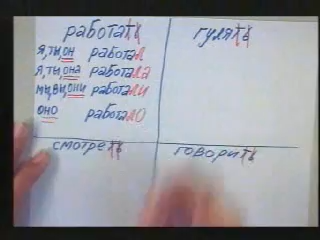 работать
я, ты, он работал
я, ты, она работала
мы, вы, они работали
оно работало
гулять
смотреть
говорить